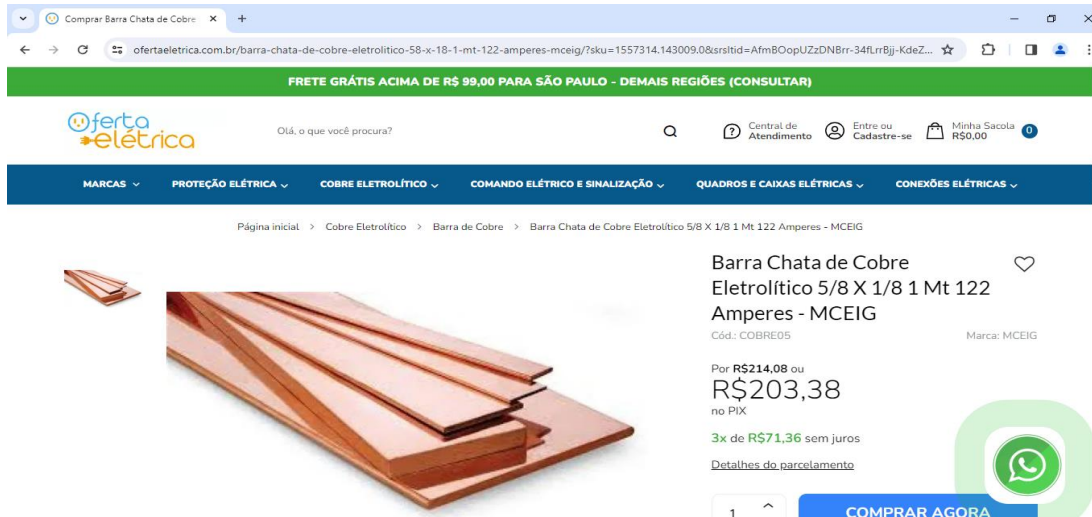 Comprar Barra Chata de Cobre
ofertaeletrica.com.br/barra-chata-de-cobre-eletrolitico-58-x-18-1-mt-122-amperes-mceig/?sku=1557314.143009.0&srsltid=AfmBOopUZzDNBrr-34fLrrBjj-KdeZ...
FRETE GRÁTIS ACIMA DE R$ 99,00 PARA SÃO PAULO - DEMAIS REGIÕES (CONSULTAR)
Oferta
elétrica
Olá, o que você procura?
Central de
Atendimento
Entre ou
Cadastre-se
Minha Sacola
R$0,00
0
MARCAS PROTEÇÃO ELÉTRICA COBRE ELETROLÍTICO COMANDO ELÉTRICO E SINALIZAÇÃO QUADROS E CAIXAS ELÉTRICAS CONEXÕES ELÉTRICAS
Página inicial > Cobre Eletrolítico > Barra de Cobre > Barra Chata de Cobre Eletrolítico 5/8 X 1/8 1 Mt 122 Amperes - MCEIG
Barra Chata de Cobre
Eletrolítico 5/8 X 1/8 1 Mt 122
Amperes - MCEIG
Cód.: COBRE05 Marca: MCEIG
Por R$214,08 ou
R$203,38
no PIX
3x de R$71,36 sem juros
Detalhes do parcelamento
1
COMPRAR AGORA